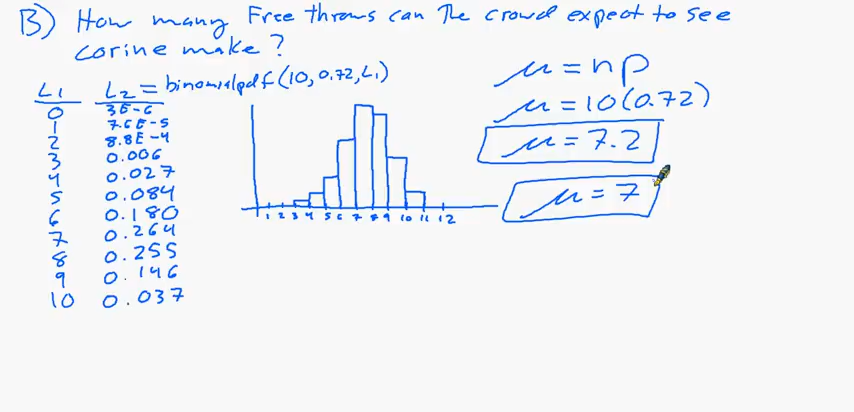 B) How many Free throws can the crowd expect to see
corine make?
L1 L2 = binomialpdf(10, 0.72, L1)
0 3E-6
1 7.6E-5
2 8.8E-4
3 0.006
4 0.027
5 0.084
6 0.180
7 0.264
8 0.255
9 0.146
10 0.037
1 2 3 4 5 6 7 8 9 10 11 12
μ = np
μ = 10(0.72)
μ = 7.2
μ = 7